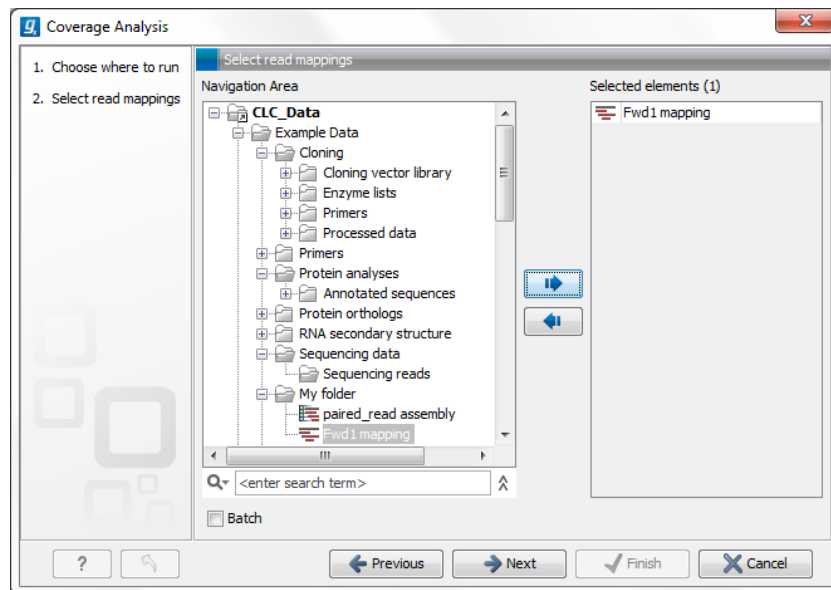 Coverage Analysis
1. Choose where to run
2. Select read mappings
Select read mappings
Navigation Area
CLC_Data
Example Data
Cloning
Cloning vector library
Enzyme lists
Primers
Processed data
Primers
Protein analyses
Annotated sequences
Protein orthologs
RNA secondary structure
Sequencing data
Sequencing reads
My folder
paired_read assembly
Fwd1 mapping
<enter search term>
Batch
Selected elements (1)
Fwd1 mapping
?
Previous
Next
Finish
Cancel